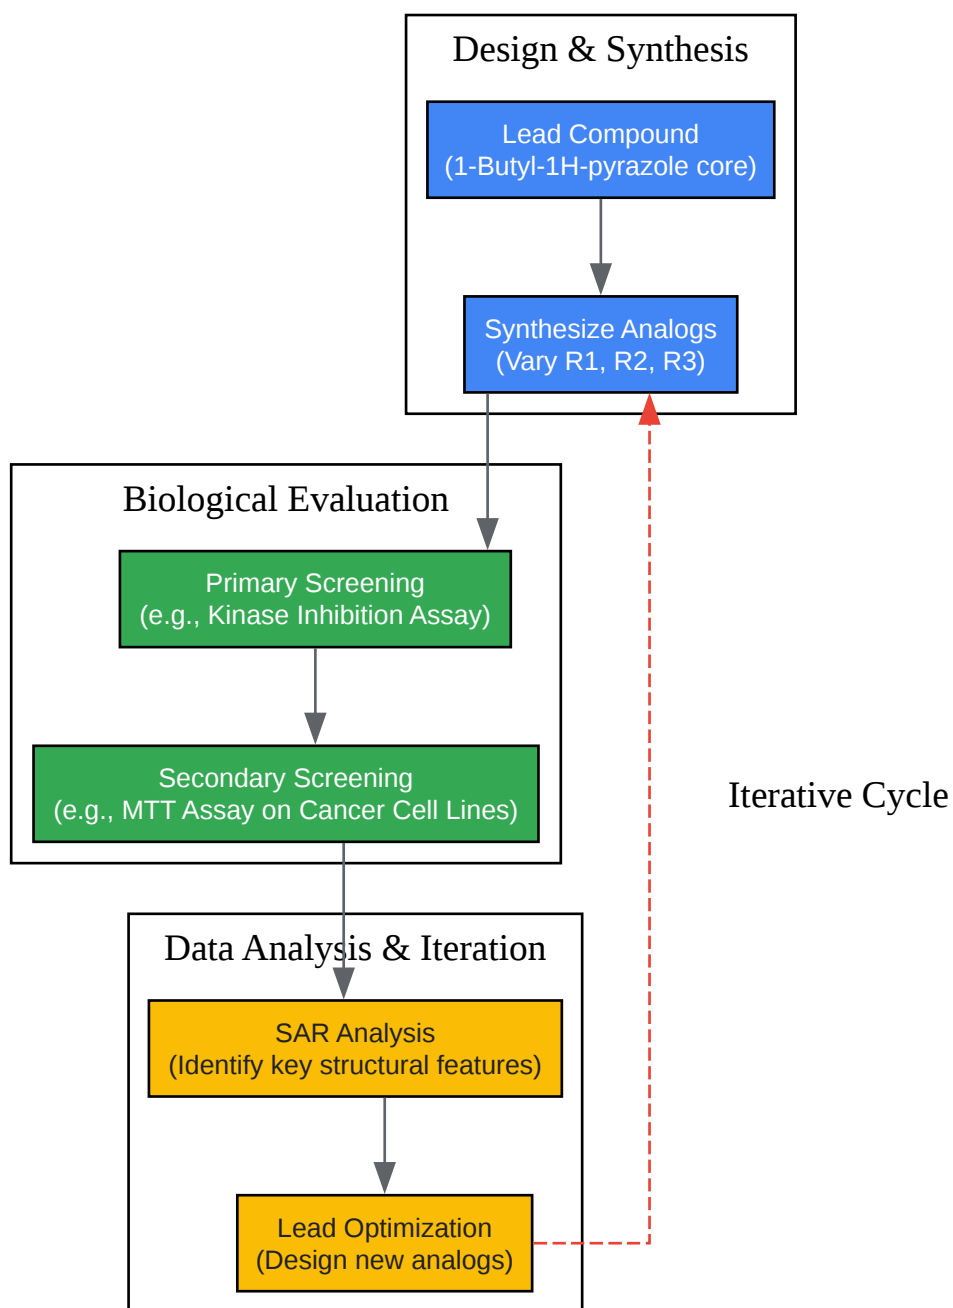 Design & Synthesis
Lead Compound
(1-Butyl-1H-pyrazole core)
Synthesize Analogs
(Vary R1, R2, R3)
Biological Evaluation
Primary Screening
(e.g., Kinase Inhibition Assay)
Secondary Screening
(e.g., MTT Assay on Cancer Cell Lines)
Iterative Cycle
Data Analysis & Iteration
SAR Analysis
(Identify key structural features)
Lead Optimization
(Design new analogs)